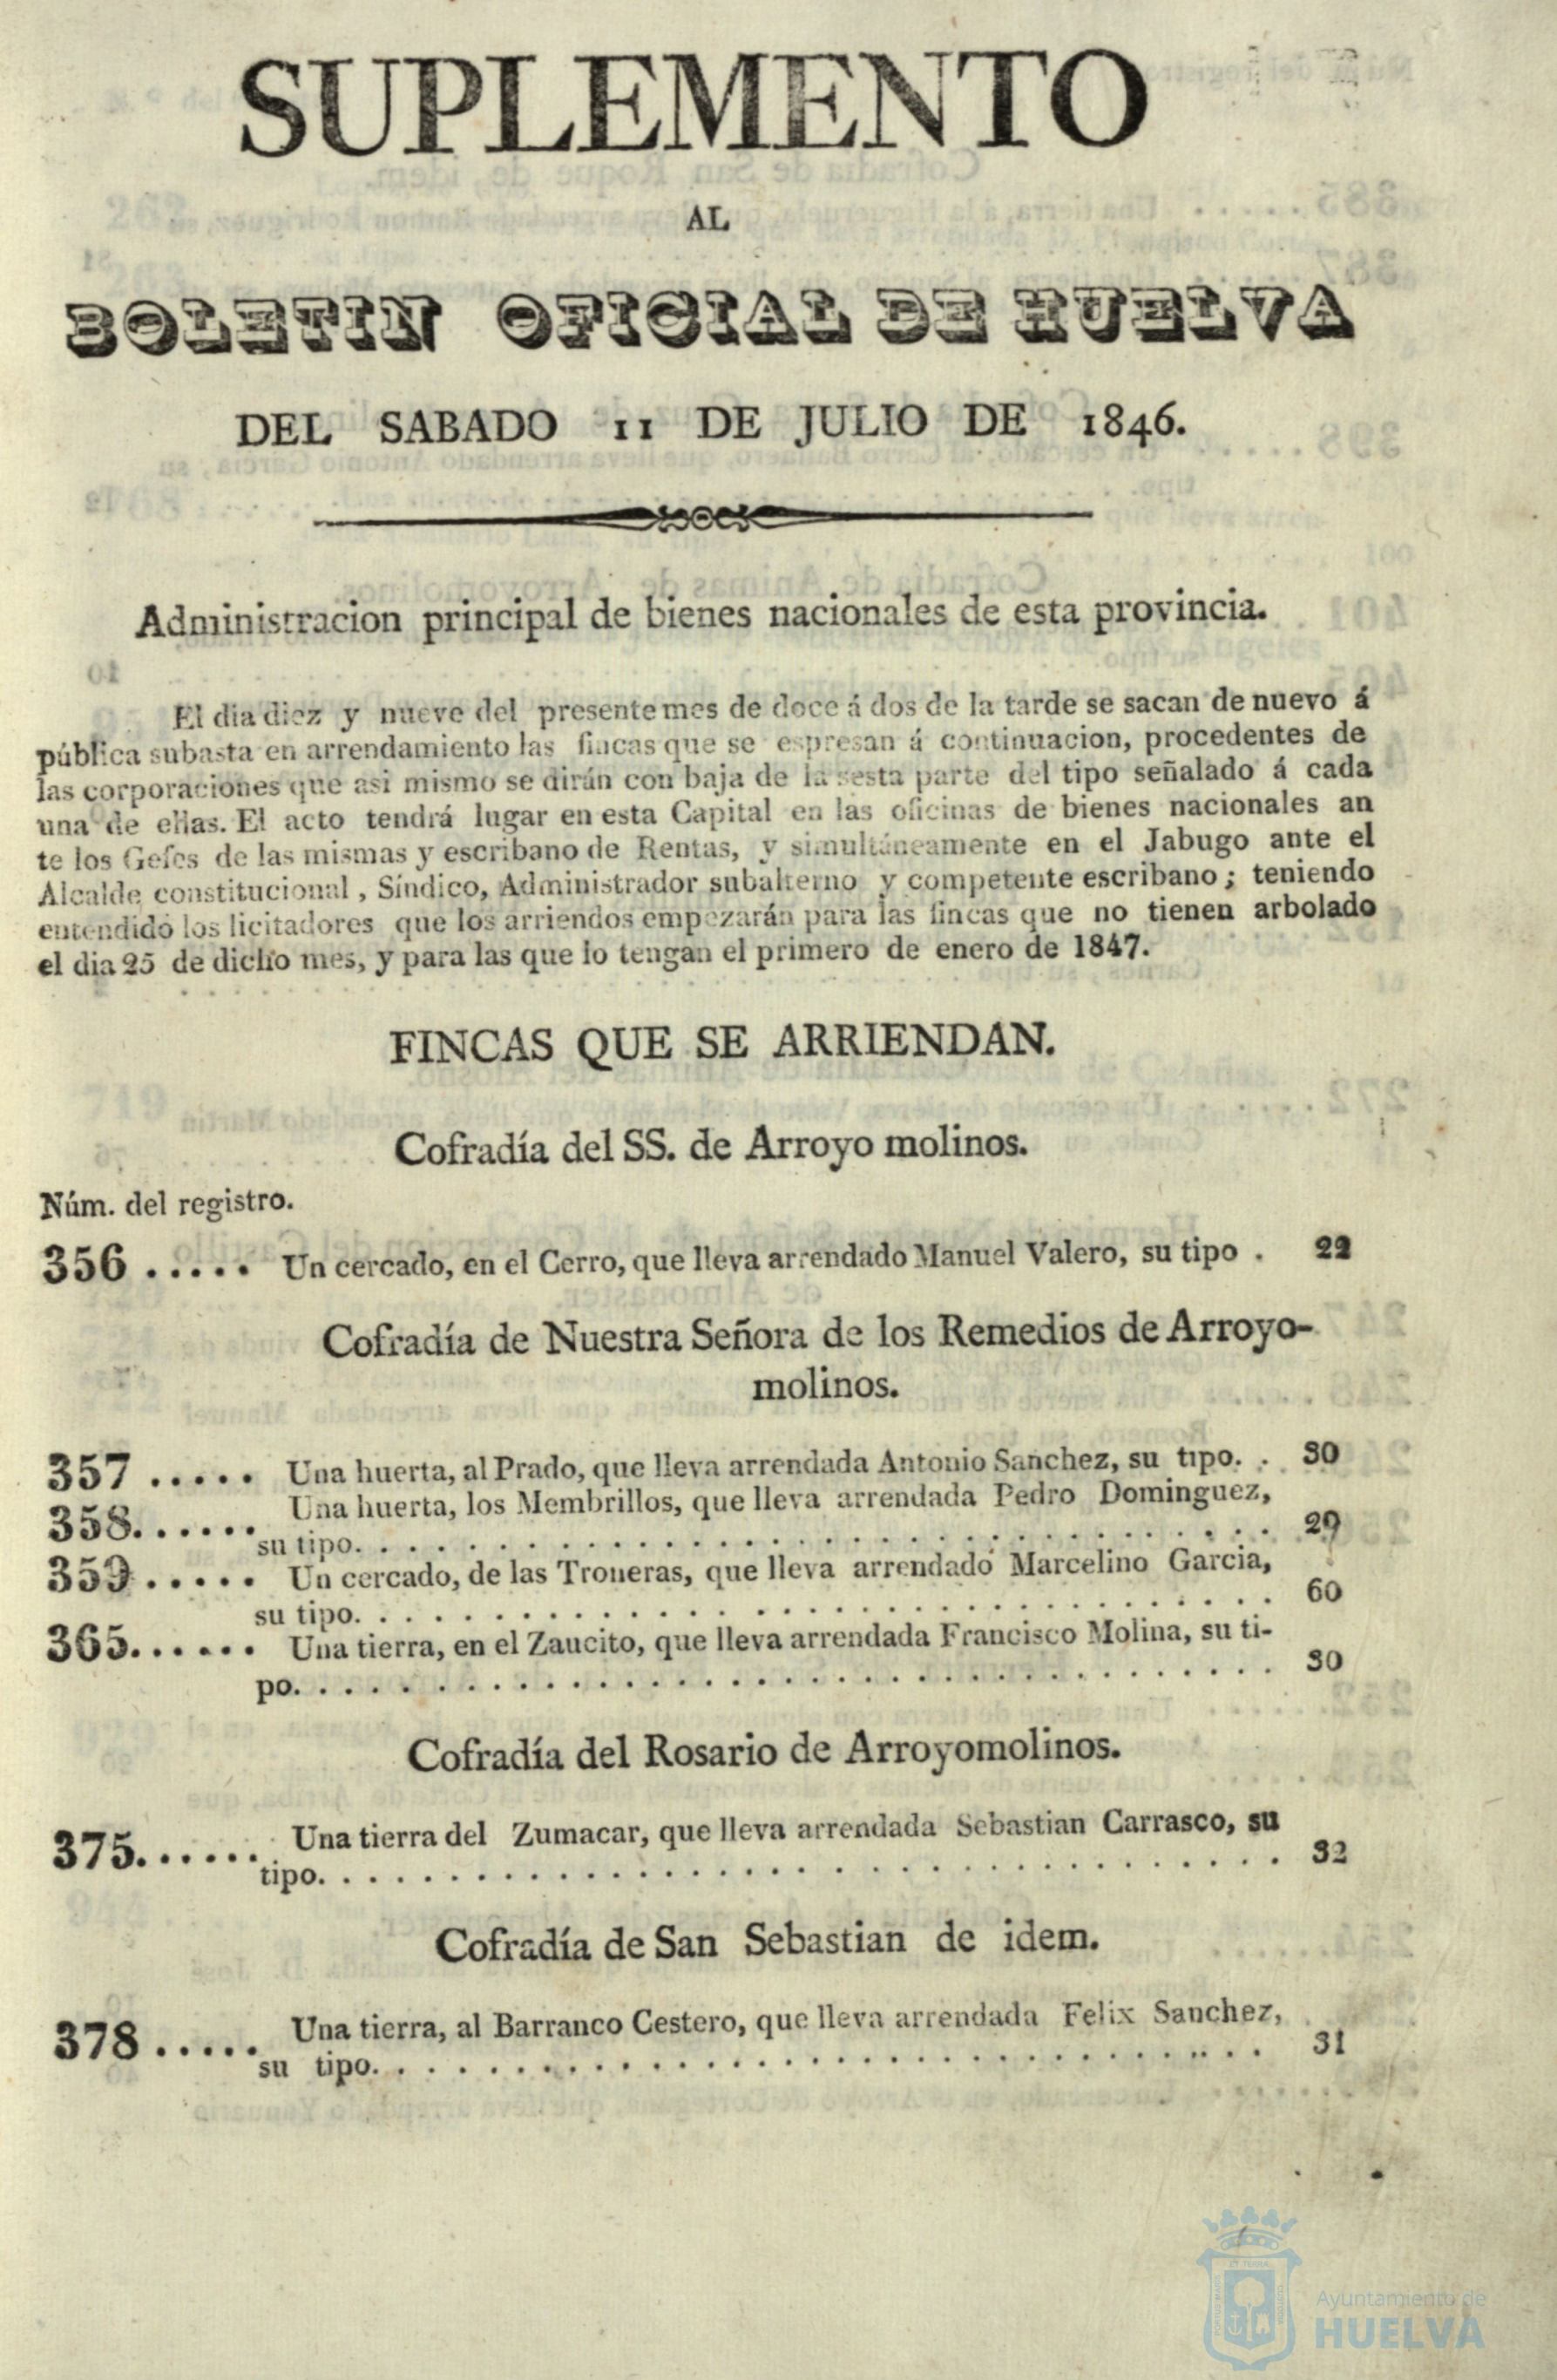 SUPLEMENTO
AL
BOLETIN OFICIAL DE HUELVA
DEL SABADO 11 DE JULIO DE 1846.
Administracion principal de bienes nacionales de esta provincia.
El dia diez y nueve del presente mes de doce á dos de la tarde se sacan de nuevo á
pública subasta en arrendamiento las fincas que se espresan á continuacion, procedentes de
las corporaciones que asi mismo se dirán con baja de la sesta parte del tipo señalado á cada
una de ellas. El acto tendrá lugar en esta Capital en las oficinas de bienes nacionales an
te los Gefes de las mismas y escribano de Rentas, y simultáneamente en el Jabugo ante el
Alcalde constitucional, Síndico, Administrador subalterno y competente escribano; teniendo
entendido los licitadores que los arriendos empezarán para las fincas que no tienen arbolado
el dia 25 de dicho mes, y para las que lo tengan el primero de enero de 1847.
FINCAS QUE SE ARRIENDAN.
Cofradía del SS. de Arroyo molinos.
Núm. del registro.
356 ..... Un cercado, en el Cerro, que lleva arrendado Manuel Valero, su tipo . 22
Cofradía de Nuestra Señora de los Remedios de Arroyo-
molinos.
357 ..... Una huerta, al Prado, que lleva arrendada Antonio Sanchez, su tipo. . 30
358...... Una huerta, los Membrillos, que lleva arrendada Pedro Dominguez,
su tipo. . . . . . . . . . . . . . . . . . . . . . . . . . . . . . . . . 29
359 ..... Un cercado, de las Troneras, que lleva arrendado Marcelino Garcia,
su tipo. . . . . . . . . . . . . . . . . . . . . . . . . . . . . . . . . 60
365...... Una tierra, en el Zaucito, que lleva arrendada Francisco Molina, su ti-
po. . . . . . . . . . . . . . . . . . . . . . . . . . . . . . . . . . . 30
Cofradía del Rosario de Arroyomolinos.
375...... Una tierra del Zumacar, que lleva arrendada Sebastian Carrasco, su
tipo. . . . . . . . . . . . . . . . . . . . . . . . . . . . . . . . . . 32
Cofradía de San Sebastian de idem.
378 ..... Una tierra, al Barranco Cestero, que lleva arrendada Felix Sanchez,
su tipo. . . . . . . . . . . . . . . . . . . . . . . . . . . . . . . . . 31
Ayuntamiento de
HUELVA